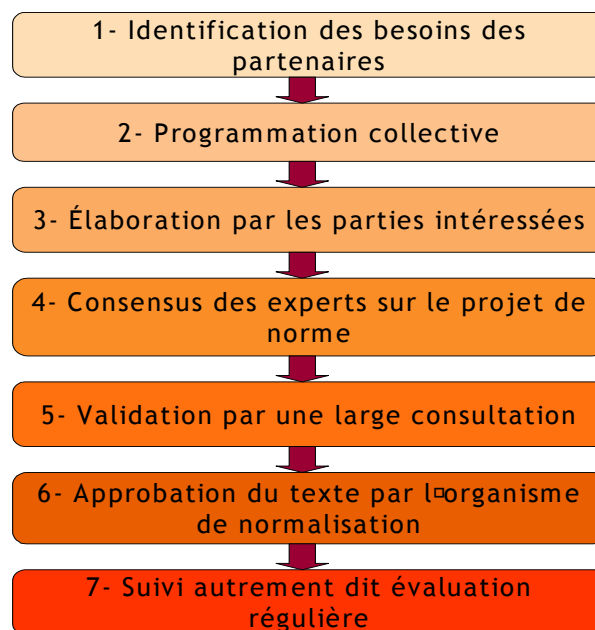 1- Identification des besoins des
partenaires
2- Programmation collective
3- Élaboration par les parties intéressées
4- Consensus des experts sur le projet de
norme
5- Validation par une large consultation
6- Approbation du texte par l¤organisme
de normalisation
7- Suivi autrement dit évaluation
régulière